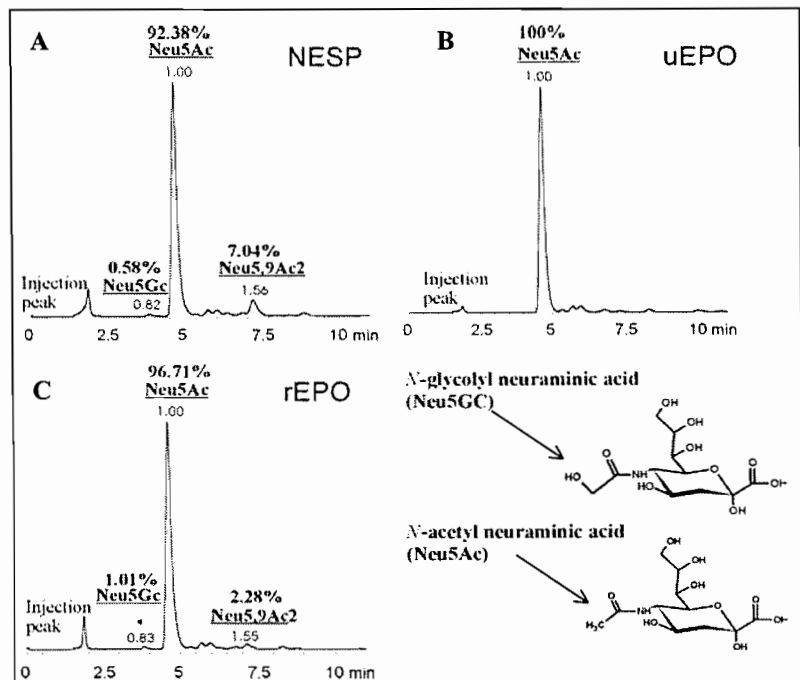 A
92.38%
Neu5Ac
1.00
NESP
0.58%
Neu5Gc
0.82
7.04%
Neu5,9Ac2
1.56
Injection
peak
0 2.5 5 7.5 10 min
B
100%
Neu5Ac
1.00
uEPO
Injection
peak
0 2.5 5 7.5 10 min
C
96.71%
Neu5Ac
1.00
rEPO
1.01%
Neu5Gc
0.83
2.28%
Neu5,9Ac2
1.55
Injection
peak
0 2.5 5 7.5 10 min
N-glycolyl neuraminic acid
(Neu5GC)
OH
OH
OH
O
HO
NH
HO
O
O
OH
OH
N-acetyl neuraminic acid
(Neu5Ac)
OH
OH
OH
O
H₃C
NH
HO
O
O
OH
OH